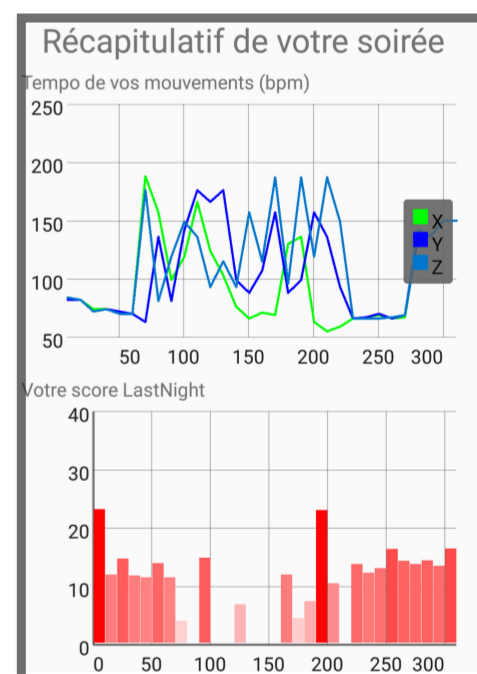 Récapitulatif de votre soirée
Tempo de vos mouvements (bpm)
250
200
150
100
50
X
Y
Z
50 100 150 200 250 300
Votre score LastNight
40
30
20
10
0
0 50 100 150 200 250 300